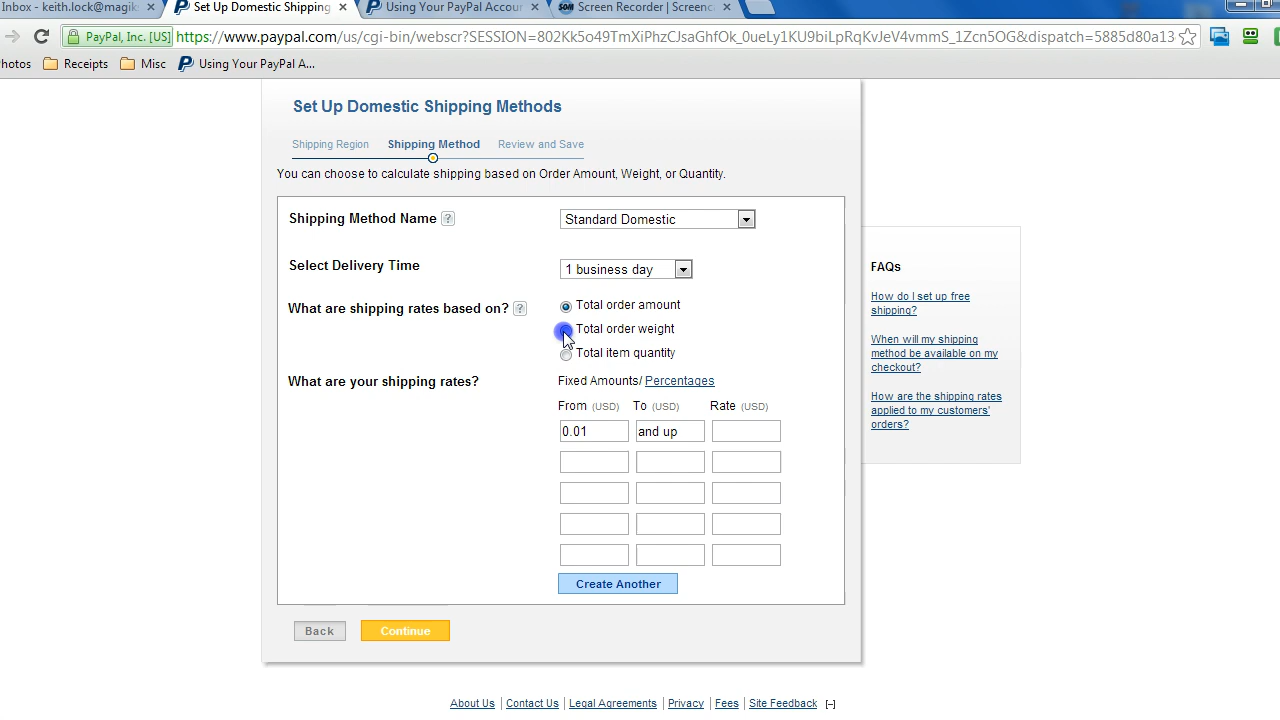 Inbox - keith.lock@magik
Set Up Domestic Shipping
Using Your PayPal Accou
Screen Recorder | Screenc
PayPal, Inc. [US]
https://www.paypal.com/us/cgi-bin/webscr?SESSION=802Kk5o49TmXiPhzCJsaGhfOk_0ueLy1KU9biLpRqKvJeV4vmmS_1Zcn5OG&dispatch=5885d80a13
hotos
Receipts
Misc
Using Your PayPal A...
Set Up Domestic Shipping Methods
Shipping Region Shipping Method Review and Save
You can choose to calculate shipping based on Order Amount, Weight, or Quantity.
Shipping Method Name ?
Standard Domestic
Select Delivery Time
1 business day
What are shipping rates based on? ?
Total order amount
Total order weight
Total item quantity
What are your shipping rates?
Fixed Amounts/ Percentages
From (USD) To (USD) Rate (USD)
0.01 and up
Create Another
Back Continue
FAQs
How do I set up free
shipping?
When will my shipping
method be available on my
checkout?
How are the shipping rates
applied to my customers'
orders?
About Us | Contact Us | Legal Agreements | Privacy | Fees | Site Feedback [–]